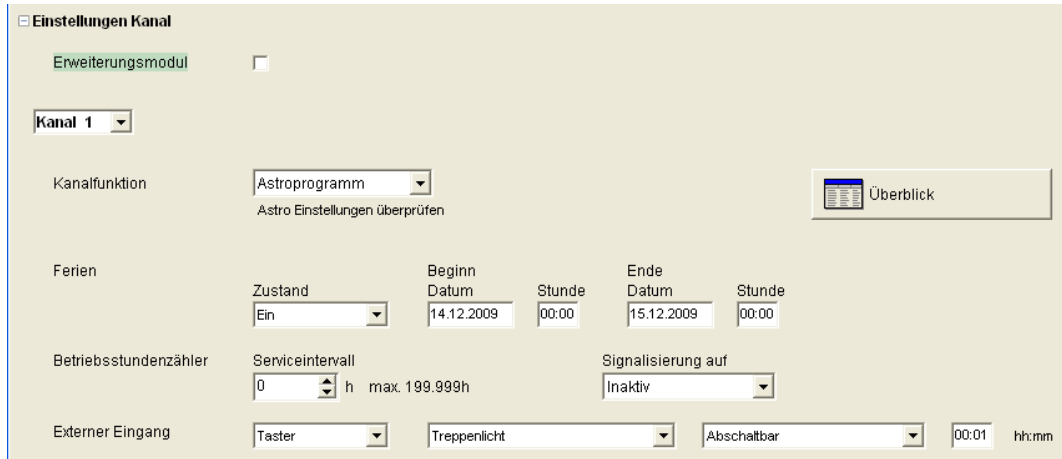 Einstellungen Kanal
Erweiterungsmodul
Kanal 1
Kanalfunktion Astroprogramm Überblick
Astro Einstellungen überprüfen
Ferien Beginn Ende
Zustand Datum Stunde Datum Stunde
Ein 14.12.2009 00:00 15.12.2009 00:00
Betriebsstundenzähler Serviceintervall Signalisierung auf
0 h max. 199.999h Inaktiv
Externer Eingang Taster Treppenlicht Abschaltbar 00:01 hh:mm